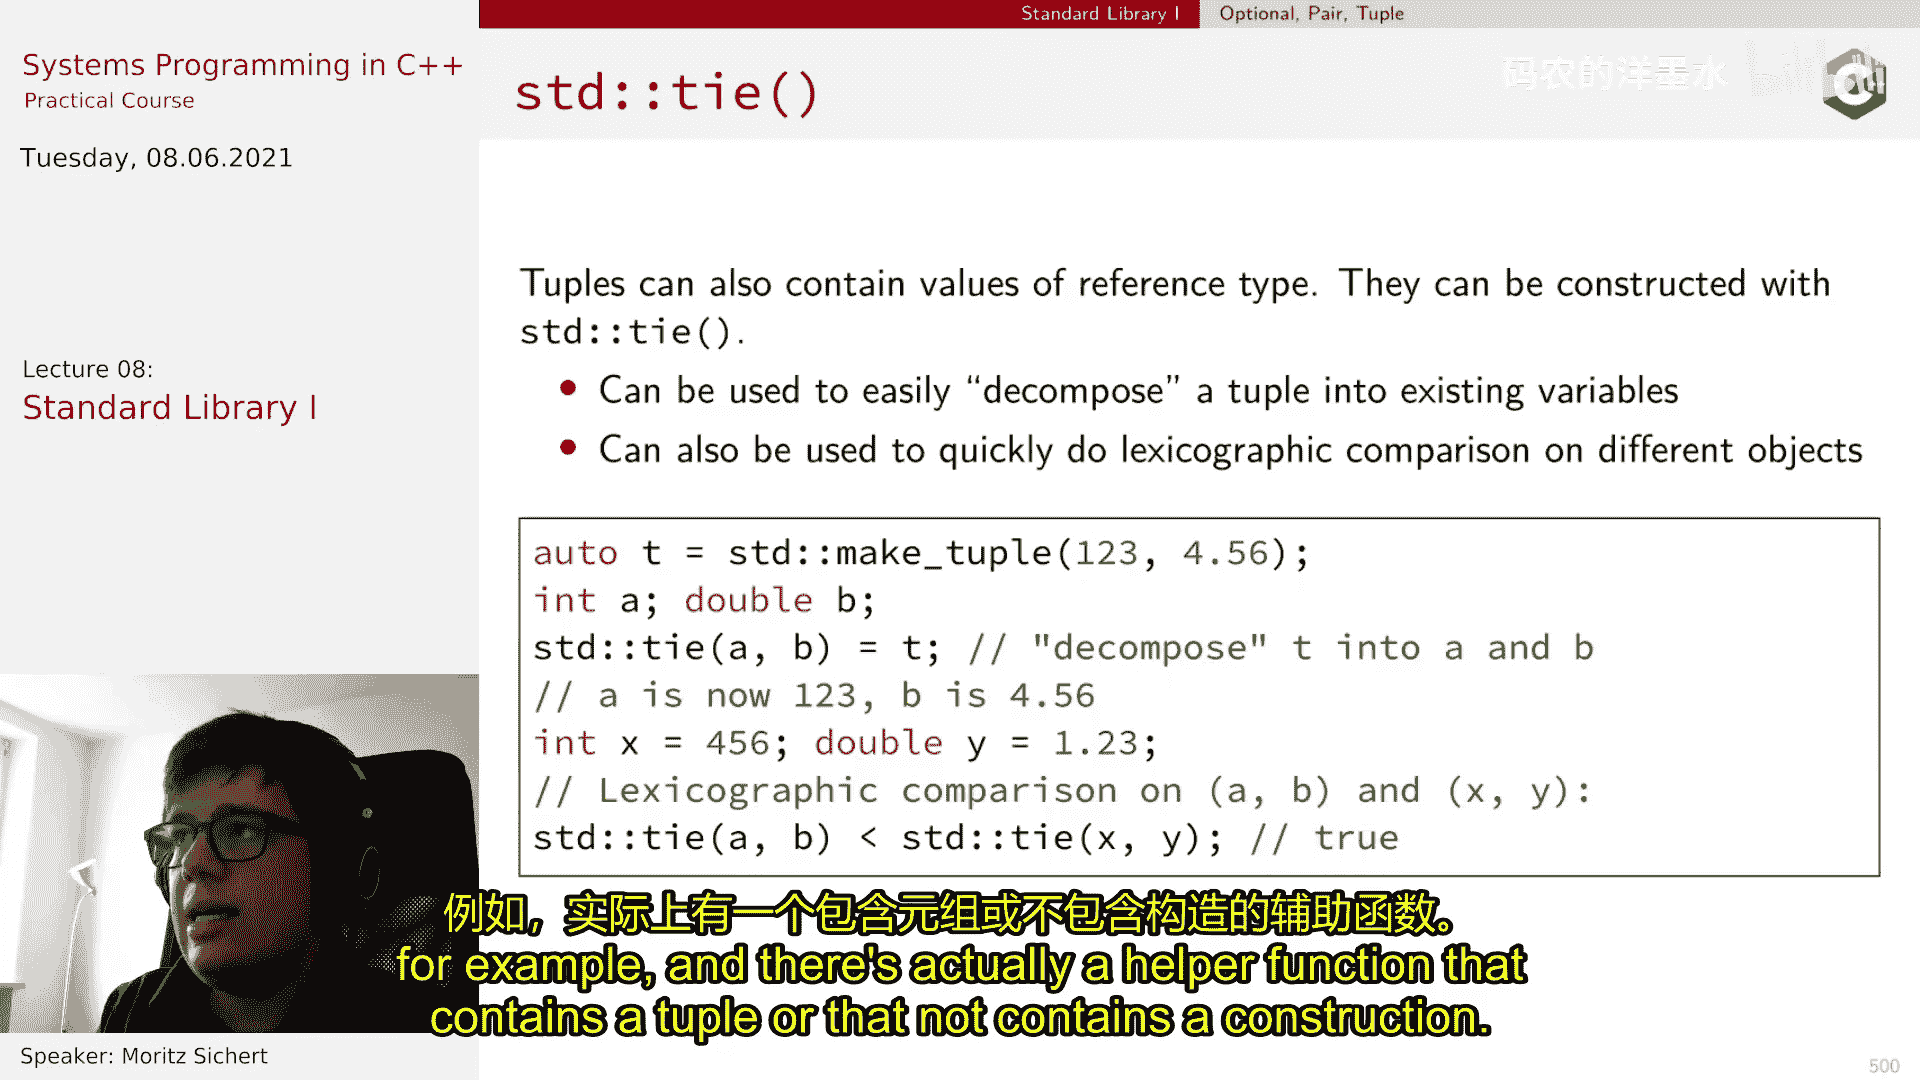 Standard Library I
Optional, Pair, Tuple
Systems Programming in C++
Practical Course
Tuesday, 08.06.2021
Lecture 08:
Standard Library I
std::tie()
码农的洋墨水
Tuples can also contain values of reference type. They can be constructed with
std::tie().
• Can be used to easily “decompose” a tuple into existing variables
• Can also be used to quickly do lexicographic comparison on different objects
auto t = std::make_tuple(123, 4.56);
int a; double b;
std::tie(a, b) = t; // "decompose" t into a and b
// a is now 123, b is 4.56
int x = 456; double y = 1.23;
// Lexicographic comparison on (a, b) and (x, y):
std::tie(a, b) < std::tie(x, y); // true
例如，实际上有一个包含元组或不包含构造的辅助函数。
for example, and there's actually a helper function that
contains a tuple or that not contains a construction.
Speaker: Moritz Sichert
500